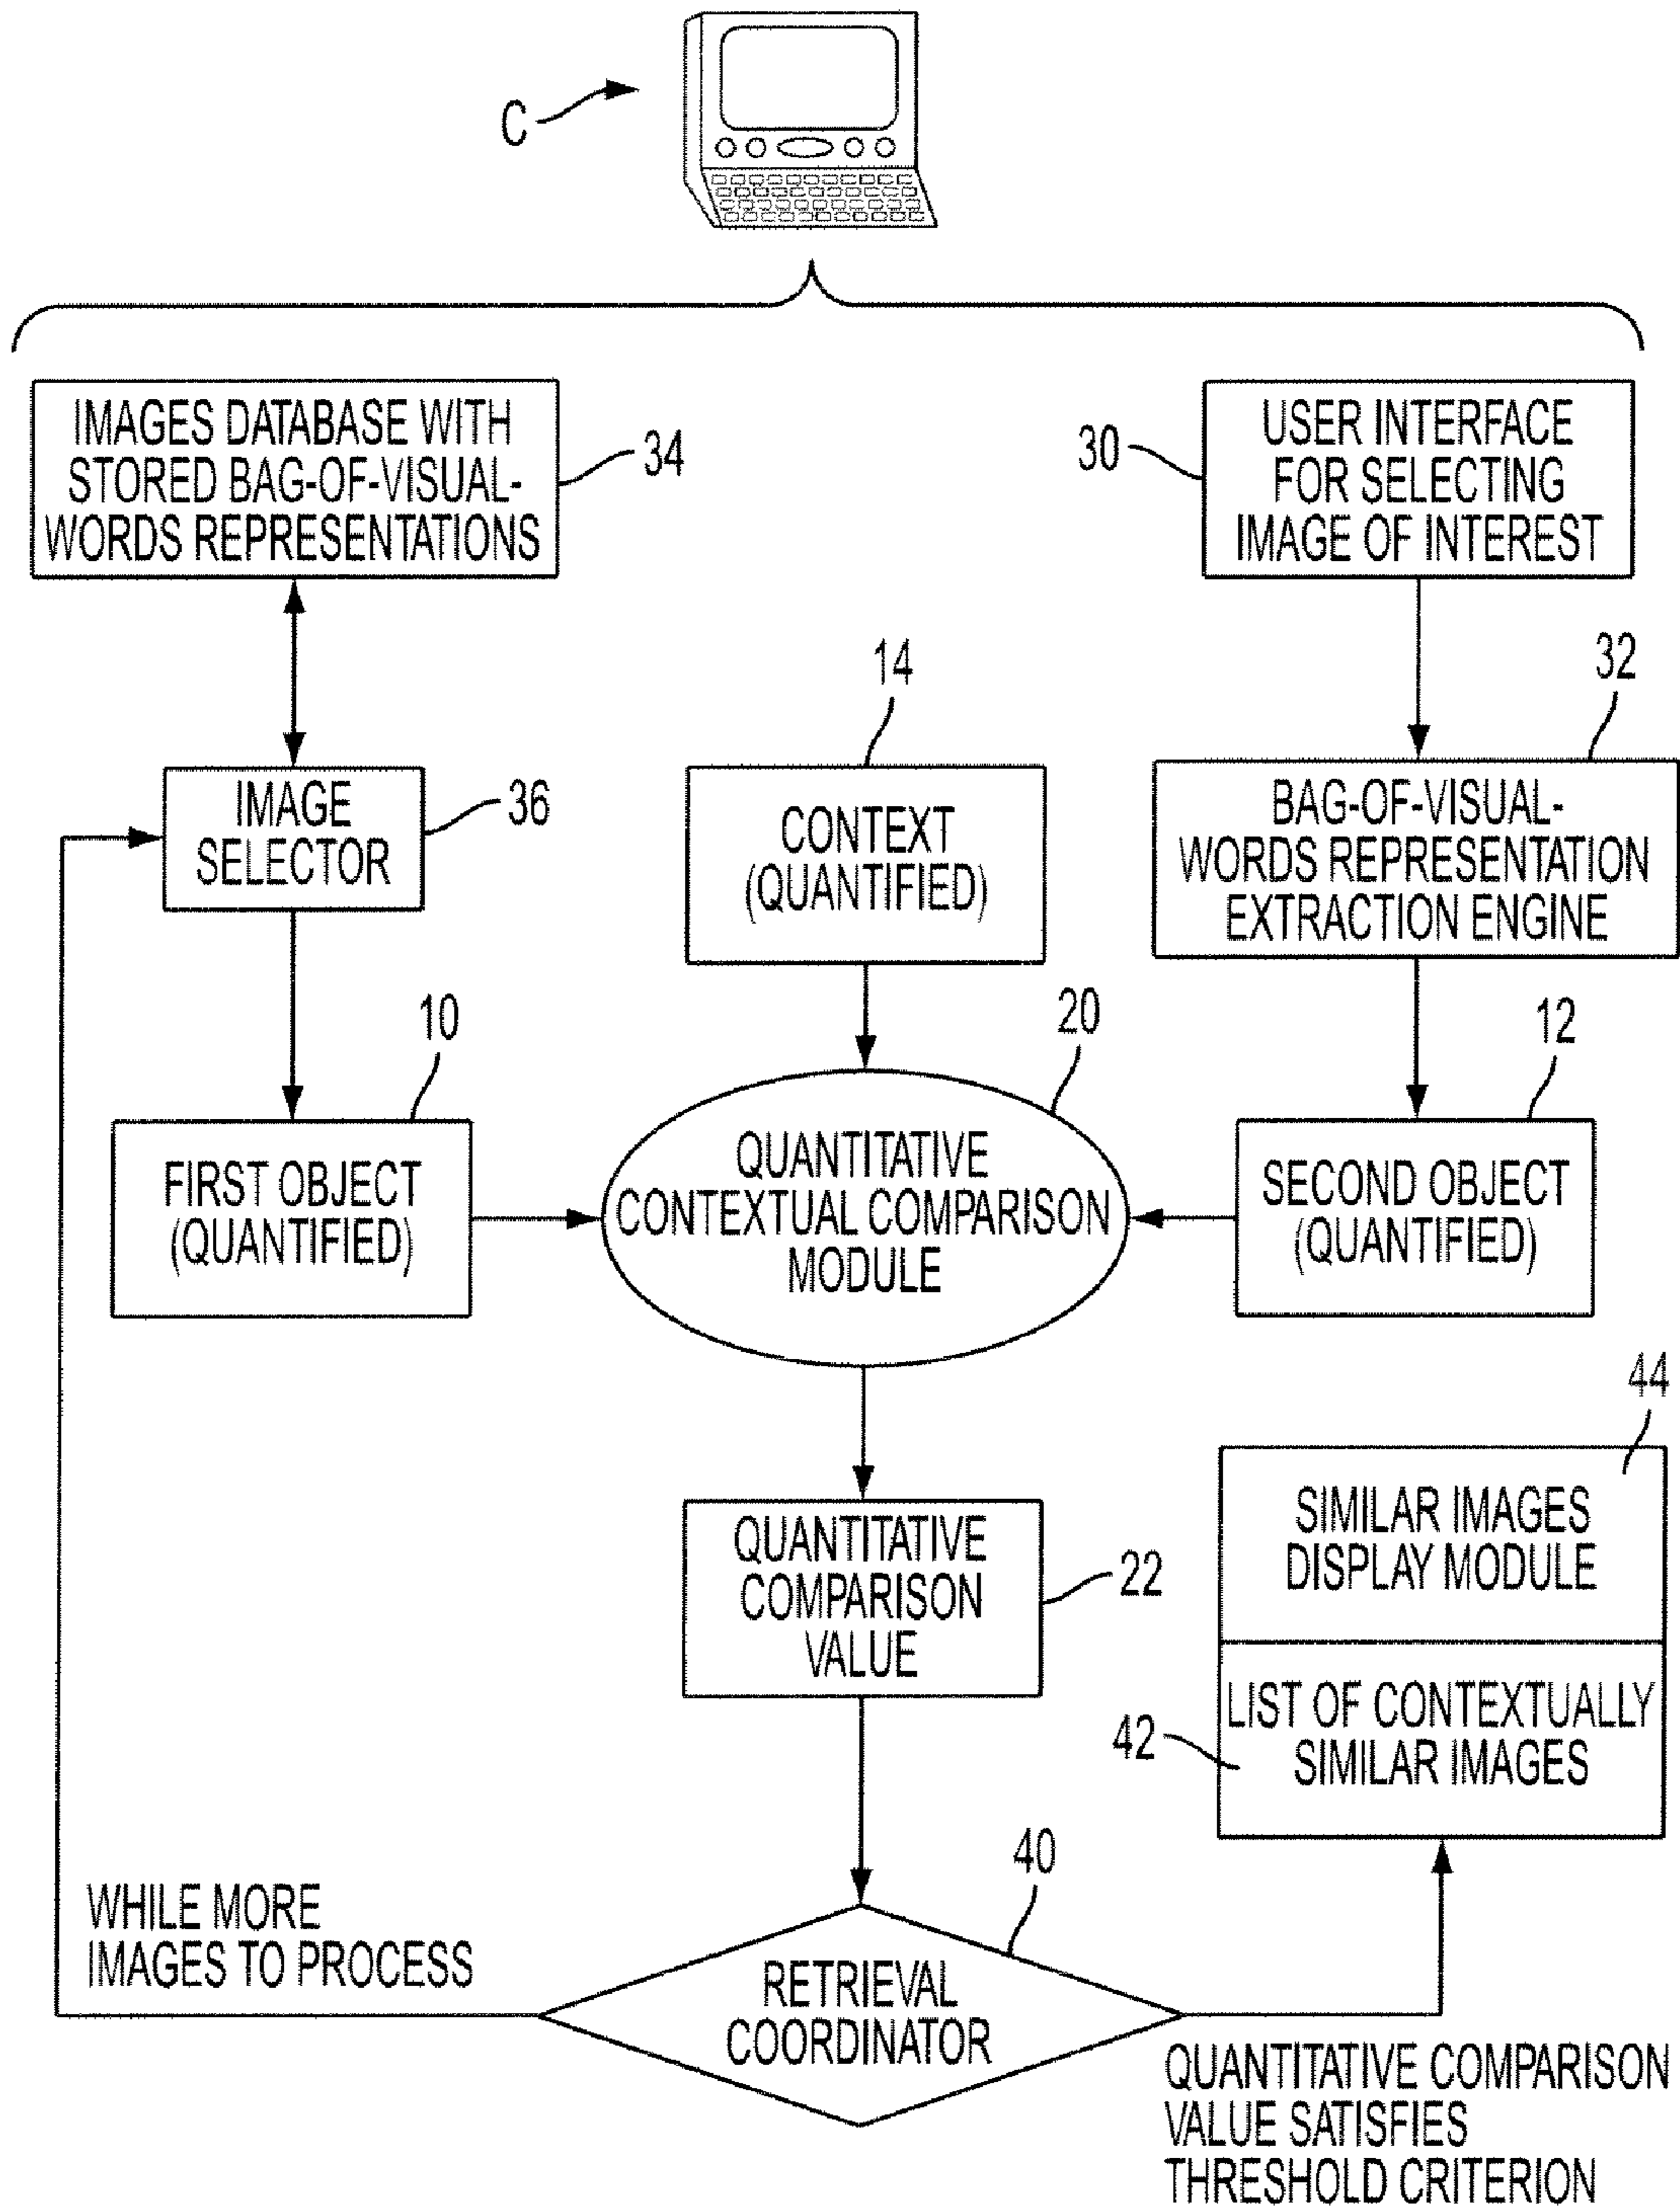 C
IMAGES DATABASE WITH
STORED BAG-OF-VISUAL-
WORDS REPRESENTATIONS
34
30
USER INTERFACE
FOR SELECTING
IMAGE OF INTEREST
14
32
IMAGE
SELECTOR
36
CONTEXT
(QUANTIFIED)
BAG-OF-VISUAL-
WORDS REPRESENTATION
EXTRACTION ENGINE
10
20
12
FIRST OBJECT
(QUANTIFIED)
QUANTITATIVE
CONTEXTUAL COMPARISON
MODULE
SECOND OBJECT
(QUANTIFIED)
44
QUANTITATIVE
COMPARISON
VALUE
22
SIMILAR IMAGES
DISPLAY MODULE
42
LIST OF CONTEXTUALLY
SIMILAR IMAGES
40
WHILE MORE
IMAGES TO PROCESS
RETRIEVAL
COORDINATOR
QUANTITATIVE COMPARISON
VALUE SATISFIES
THRESHOLD CRITERION